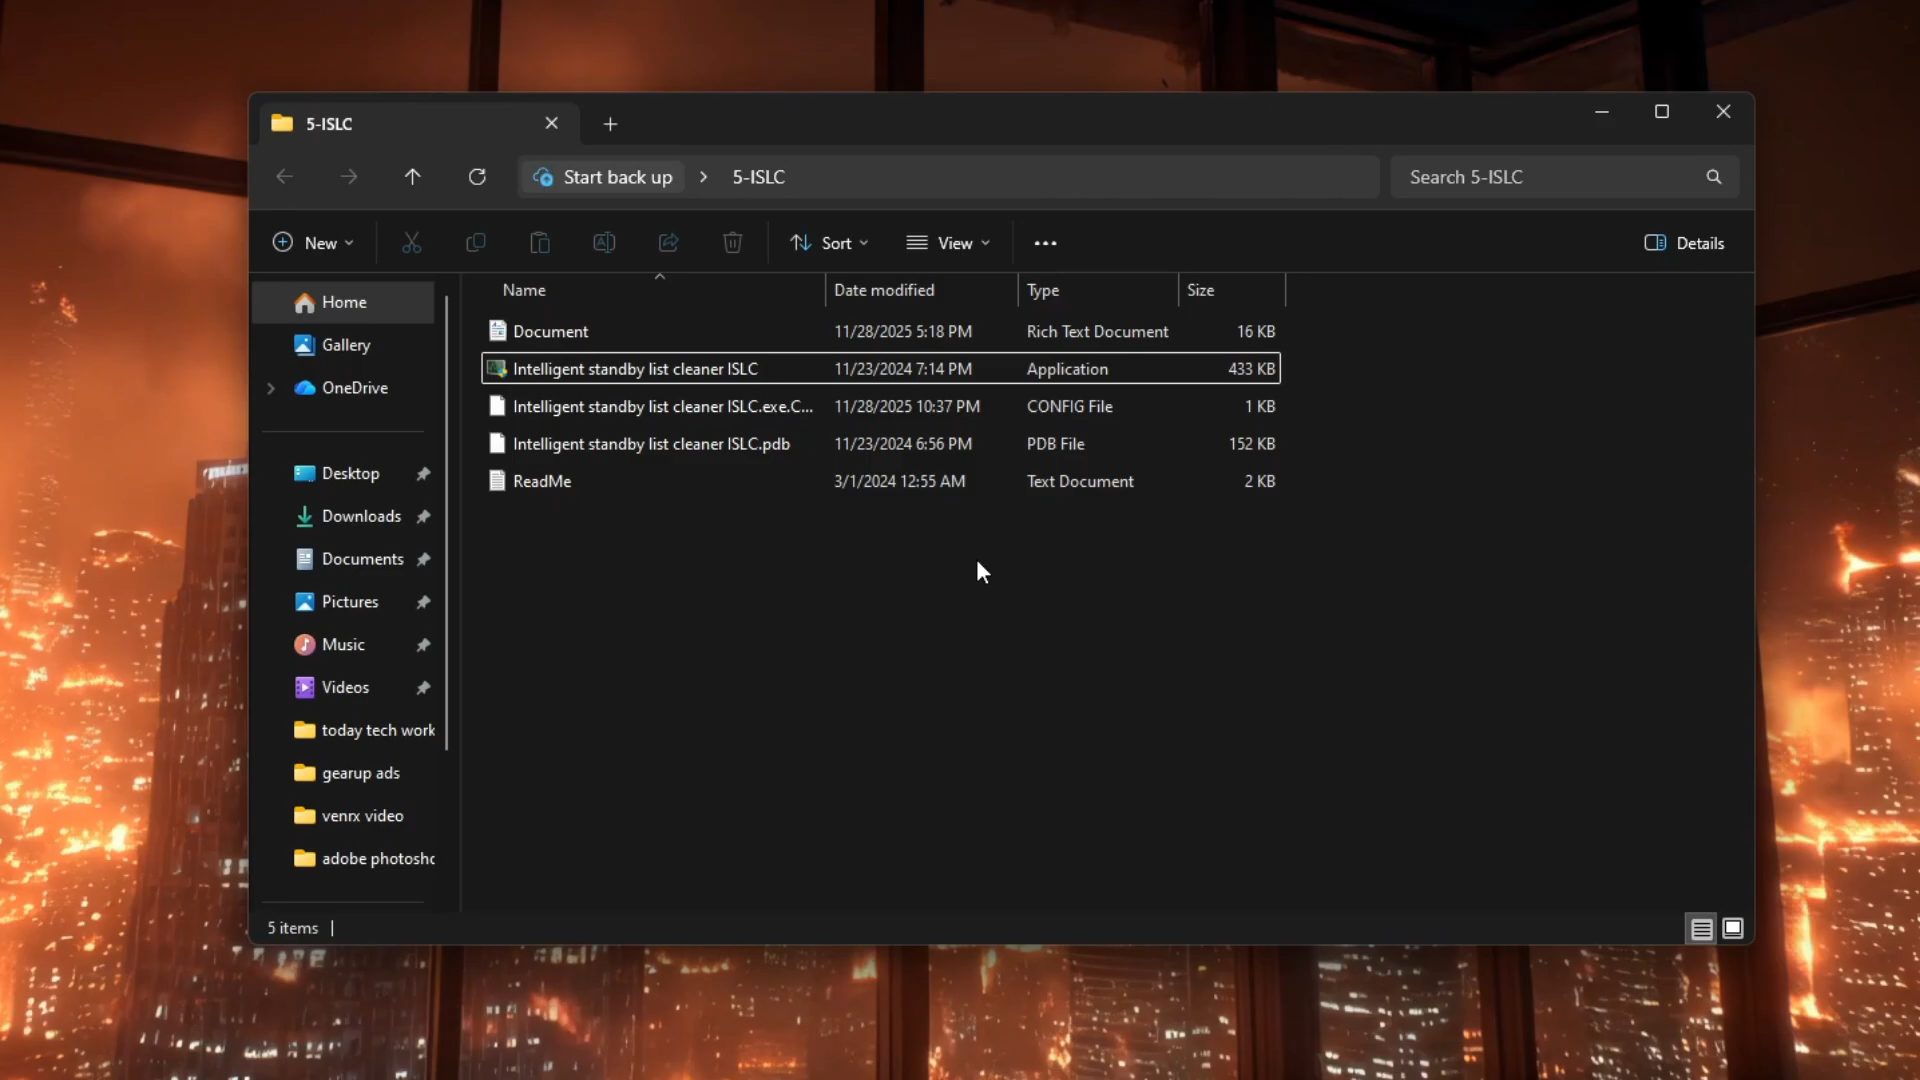 5-ISLC
Start back up > 5-ISLC
Search 5-ISLC
New
Sort
View
Details
Name Date modified Type Size
Document 11/28/2025 5:18 PM Rich Text Document 16 KB
Intelligent standby list cleaner ISLC 11/23/2024 7:14 PM Application 433 KB
Intelligent standby list cleaner ISLC.exe.C... 11/28/2025 10:37 PM CONFIG File 1 KB
Intelligent standby list cleaner ISLC.pdb 11/23/2024 6:56 PM PDB File 152 KB
ReadMe 3/1/2024 12:55 AM Text Document 2 KB
Home
Gallery
OneDrive
Desktop
Downloads
Documents
Pictures
Music
Videos
today tech work
gearup ads
venrx video
adobe photosho
5 items